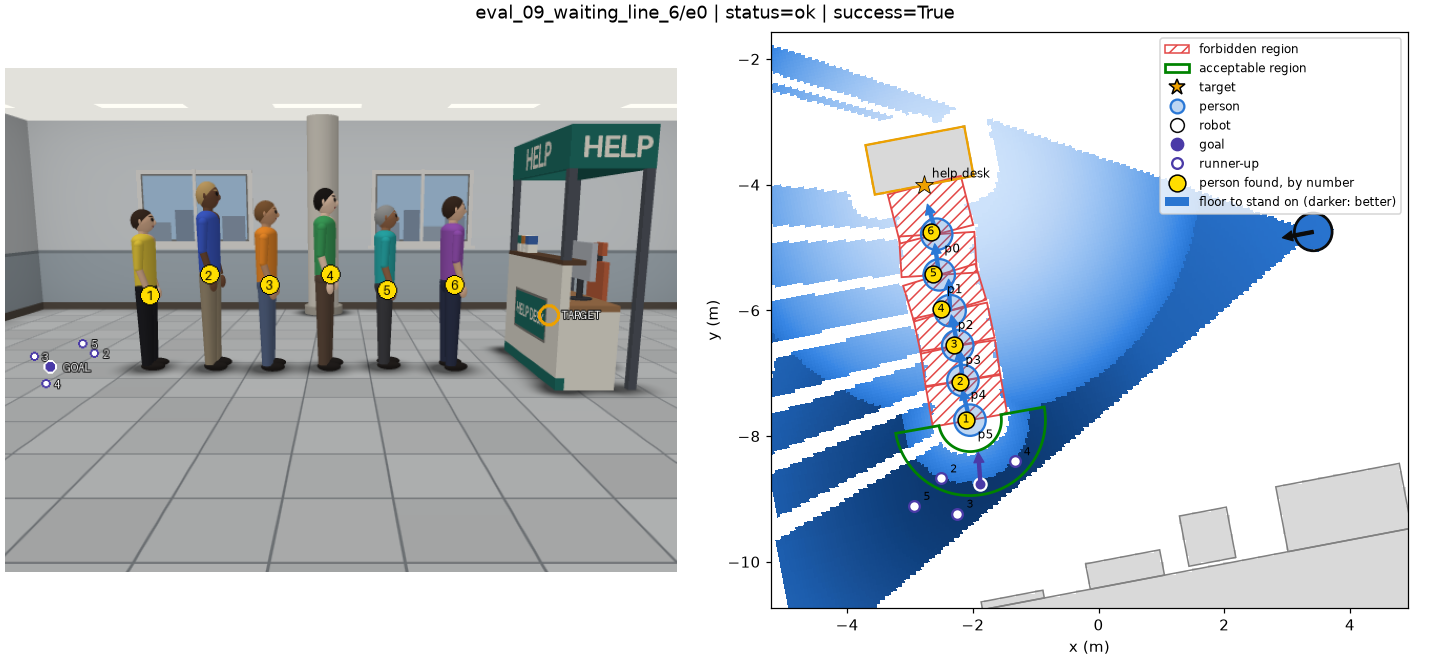 eval_09_waiting_line_6/e0 | status=ok | success=True
HELP
HELP
HELP DE
TARGET
1
2
3
4
5
6
5
3
2
GOAL
4
forbidden region
acceptable region
target
person
robot
goal
runner-up
person found, by number
floor to stand on (darker: better)
help desk
6
p0
5
p1
4
p2
3
p3
2
p4
1
p5
2
4
5
3
−2
−4
−6
−8
−10
y (m)
−4
−2
0
2
4
x (m)